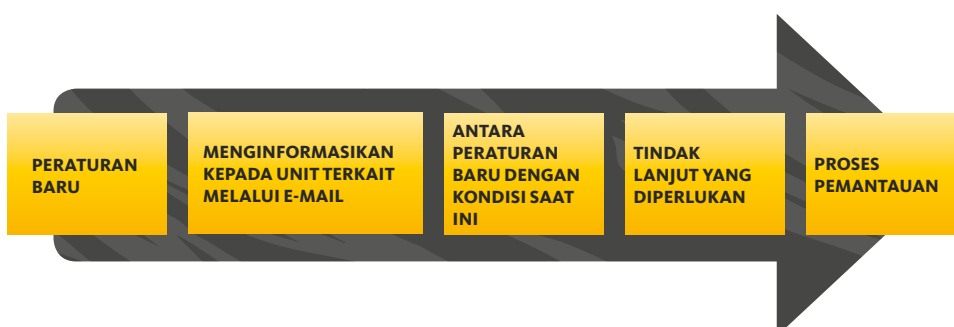 PERATURAN
BARU
MENGINFORMASIKAN
KEPADA UNIT TERKAIT
MELALUI E-MAIL
ANTARA
PERATURAN
BARU DENGAN
KONDISI SAAT
INI
TINDAK
LANJUT YANG
DIPERLUKAN
PROSES
PEMANTAUAN